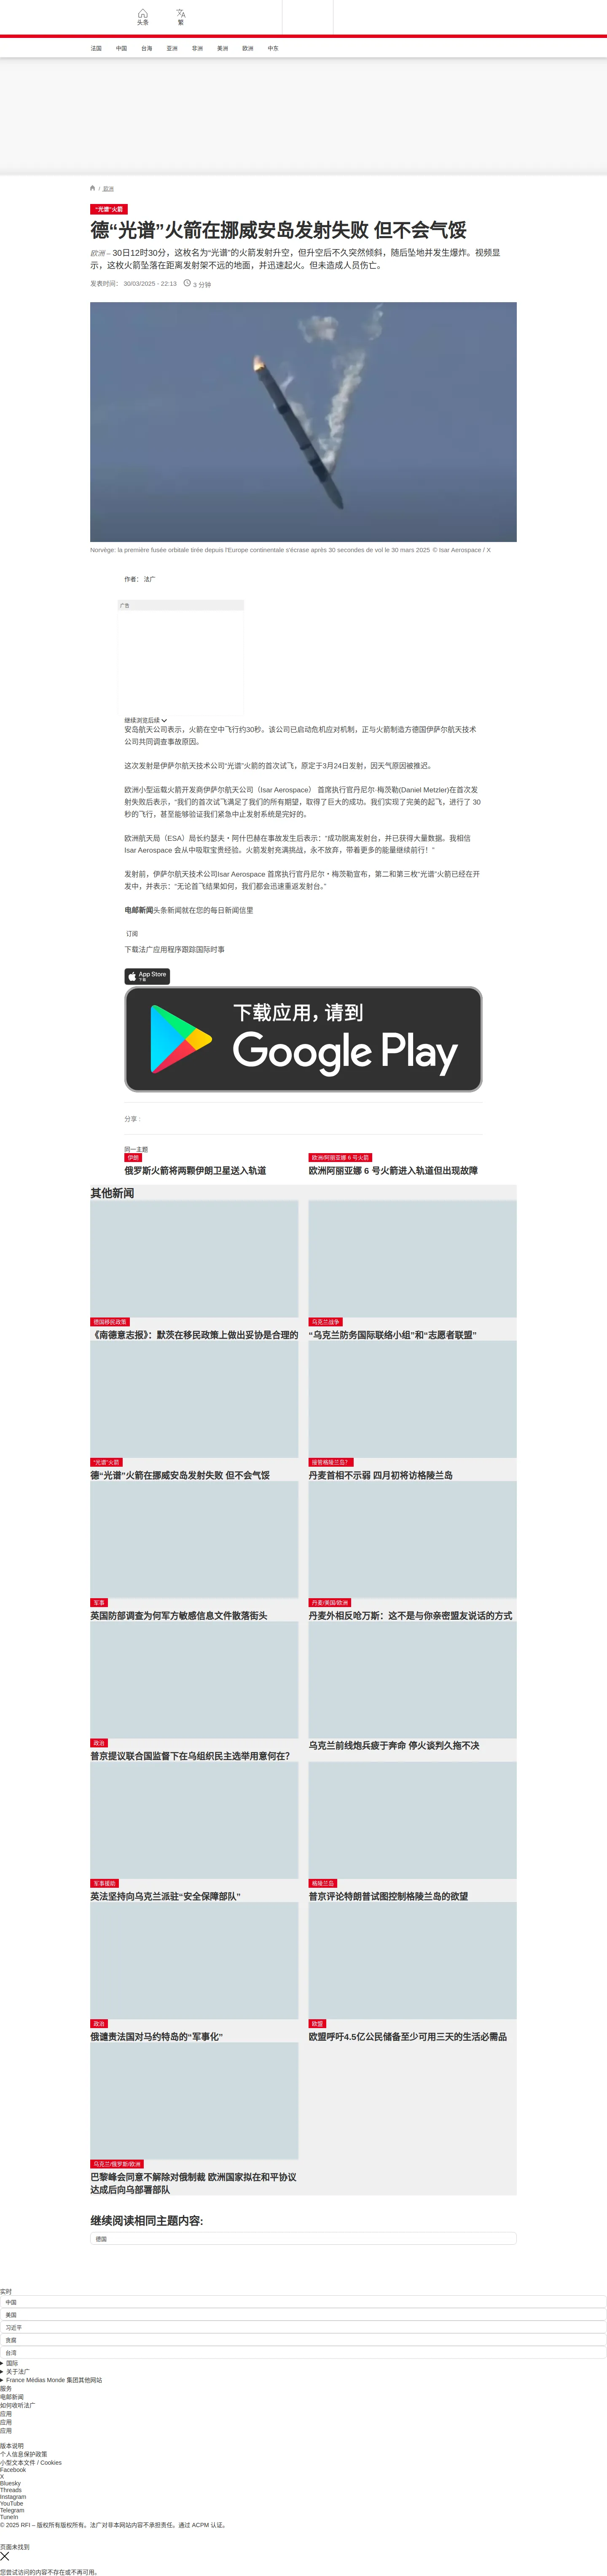 头条
繁
法国 中国 台海 亚洲 非洲 美洲 欧洲 中东
/ 欧洲
“光谱”火箭
德“光谱”火箭在挪威安岛发射失败 但不会气馁
欧洲 – 30日12时30分，这枚名为“光谱”的火箭发射升空，但升空后不久突然倾斜，随后坠地并发生爆炸。视频显
示，这枚火箭坠落在距离发射架不远的地面，并迅速起火。但未造成人员伤亡。
发表时间： 30/03/2025 - 22:13 3 分钟
Norvège: la première fusée orbitale tirée depuis l'Europe continentale s'écrase après 30 secondes de vol le 30 mars 2025 © Isar Aerospace / X
作者： 法广
广告
继续浏览后续
安岛航天公司表示，火箭在空中飞行约30秒。该公司已启动危机应对机制，正与火箭制造方德国伊萨尔航天技术
公司共同调查事故原因。
这次发射是伊萨尔航天技术公司“光谱”火箭的首次试飞，原定于3月24日发射，因天气原因被推迟。
欧洲小型运载火箭开发商伊萨尔航天公司（Isar Aerospace） 首席执行官丹尼尔·梅茨勒(Daniel Metzler)在首次发
射失败后表示，“我们的首次试飞满足了我们的所有期望，取得了巨大的成功。我们实现了完美的起飞，进行了 30
秒的飞行，甚至能够验证我们紧急中止发射系统是完好的。
欧洲航天局（ESA）局长约瑟夫・阿什巴赫在事故发生后表示：“成功脱离发射台，并已获得大量数据。我相信
Isar Aerospace 会从中吸取宝贵经验。火箭发射充满挑战，永不放弃，带着更多的能量继续前行！”
发射前，伊萨尔航天技术公司Isar Aerospace 首席执行官丹尼尔・梅茨勒宣布，第二和第三枚“光谱”火箭已经在开
发中，并表示：“无论首飞结果如何，我们都会迅速重返发射台。”
电邮新闻头条新闻就在您的每日新闻信里
订阅
下载法广应用程序跟踪国际时事
App Store
下载
下载应用，请到
Google Play
分享 :
同一主题
伊朗
俄罗斯火箭将两颗伊朗卫星送入轨道
欧洲/阿丽亚娜 6 号火箭
欧洲阿丽亚娜 6 号火箭进入轨道但出现故障
其他新闻
德国移民政策
《南德意志报》：默茨在移民政策上做出妥协是合理的
乌克兰战争
“乌克兰防务国际联络小组”和“志愿者联盟”
“光谱”火箭
德“光谱”火箭在挪威安岛发射失败 但不会气馁
接管格陵兰岛？
丹麦首相不示弱 四月初将访格陵兰岛
军事
英国防部调查为何军方敏感信息文件散落街头
丹麦/美国/欧洲
丹麦外相反呛万斯：这不是与你亲密盟友说话的方式
政治
普京提议联合国监督下在乌组织民主选举用意何在？
乌克兰前线炮兵疲于奔命 停火谈判久拖不决
军事援助
英法坚持向乌克兰派驻“安全保障部队”
格陵兰岛
普京评论特朗普试图控制格陵兰岛的欲望
政治
俄谴责法国对马约特岛的“军事化”
欧盟
欧盟呼吁4.5亿公民储备至少可用三天的生活必需品
乌克兰/俄罗斯/欧洲
巴黎峰会同意不解除对俄制裁 欧洲国家拟在和平协议
达成后向乌部署部队
继续阅读相同主题内容:
德国
实时
中国
美国
习近平
贪腐
台湾
国际
关于法广
France Médias Monde 集团其他网站
服务
电邮新闻
如何收听法广
应用
应用
应用
版本说明
个人信息保护政策
小型文本文件 / Cookies
Facebook
X
Bluesky
Threads
Instagram
YouTube
Telegram
TuneIn
© 2025 RFI – 版权所有版权所有。法广对非本网站内容不承担责任。通过 ACPM 认证。
页面未找到
您尝试访问的内容不存在或不再可用。